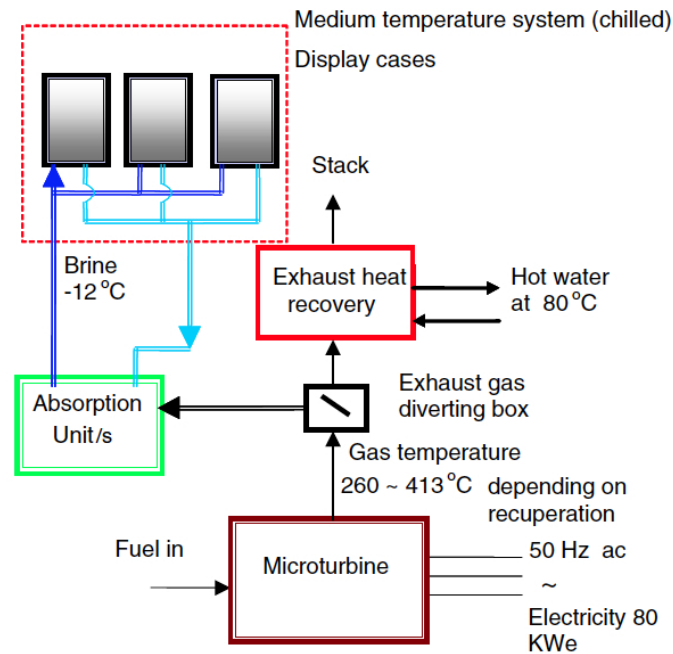 Medium temperature system (chilled)
Display cases
Stack
Brine
-12 °C
Exhaust heat
recovery
Hot water
at 80 °C
Absorption
Unit/s
Exhaust gas
diverting box
Gas temperature
260 ~ 413 °C depending on
recuperation
Fuel in
Microturbine
50 Hz ac
~
Electricity 80
KWe